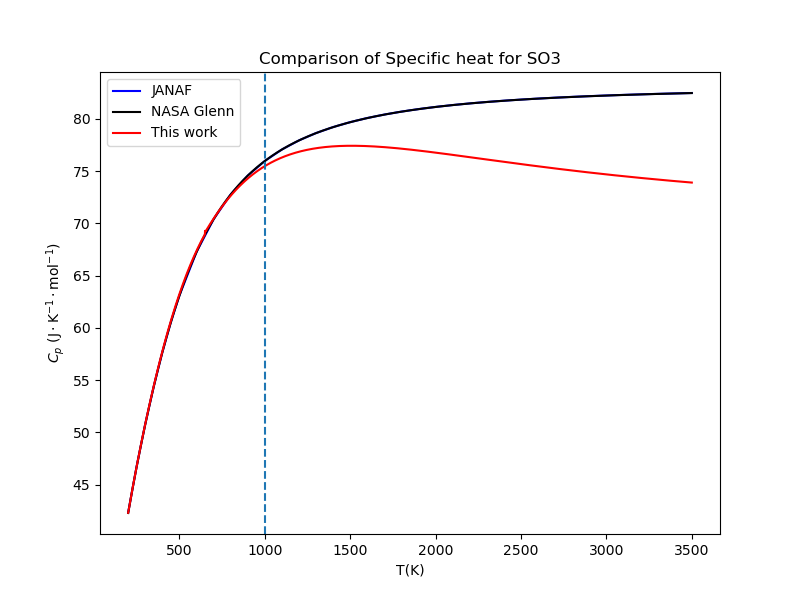 Comparison of Specific heat for SO3
JANAF
NASA Glenn
This work
80
75
70
65
60
55
50
45
C_p (J · K⁻¹ · mol⁻¹)
500 1000 1500 2000 2500 3000 3500
T(K)